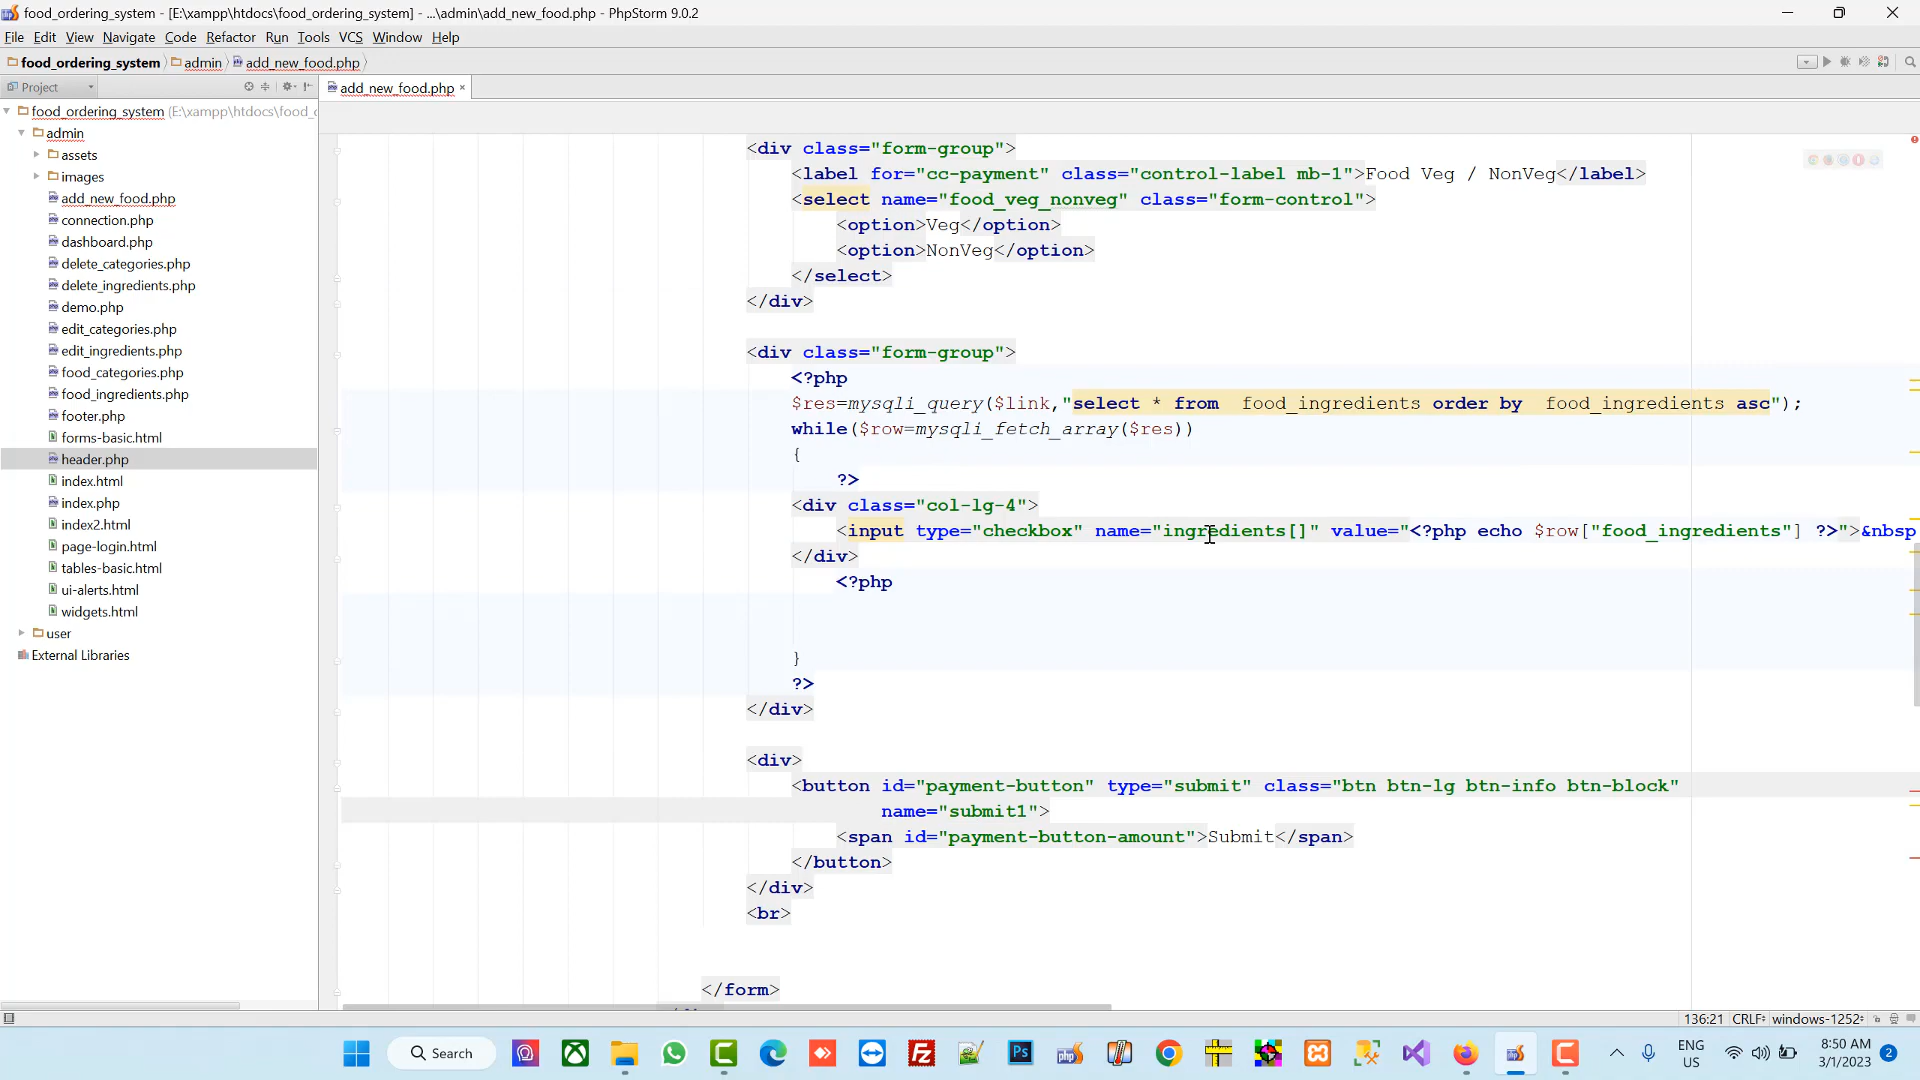 food_ordering_system - [E:\xampp\htdocs\food_ordering_system] - ...\admin\add_new_food.php - PhpStorm 9.0.2
File Edit View Navigate Code Refactor Run Tools VCS Window Help
food_ordering_system admin add_new_food.php
Project
add_new_food.php
food_ordering_system (E:\xampp\htdocs\food_
admin
assets
images
add_new_food.php
connection.php
dashboard.php
delete_categories.php
delete_ingredients.php
demo.php
edit_categories.php
edit_ingredients.php
food_categories.php
food_ingredients.php
footer.php
forms-basic.html
header.php
index.html
index.php
index2.html
page-login.html
tables-basic.html
ui-alerts.html
widgets.html
user
External Libraries
<div class="form-group">
<label for="cc-payment" class="control-label mb-1">Food Veg / NonVeg</label>
<select name="food_veg_nonveg" class="form-control">
<option>Veg</option>
<option>NonVeg</option>
</select>
</div>
<div class="form-group">
<?php
$res=mysqli_query($link,"select * from  food_ingredients order by  food_ingredients asc");
while($row=mysqli_fetch_array($res))
{
?>
<div class="col-lg-4">
<input type="checkbox" name="ingredients[]" value="<?php echo $row["food_ingredients"] ?>">&nbsp
</div>
<?php
}
?>
</div>
<div>
<button id="payment-button" type="submit" class="btn btn-lg btn-info btn-block"
name="submit1">
<span id="payment-button-amount">Submit</span>
</button>
</div>
<br>
</form>
136:21 CRLF windows-1252
Search
Ps
php
ENG
US
8:50 AM
3/1/2023
2